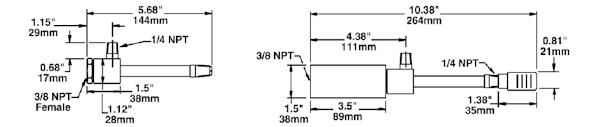 5.68"
144mm
1.15"
29mm
1/4 NPT
0.68"
17mm
3/8 NPT
Female
1.5"
38mm
1.12"
28mm
10.38"
264mm
4.38"
111mm
0.81"
21mm
3/8 NPT
1/4 NPT
1.5"
38mm
3.5"
89mm
1.38"
35mm